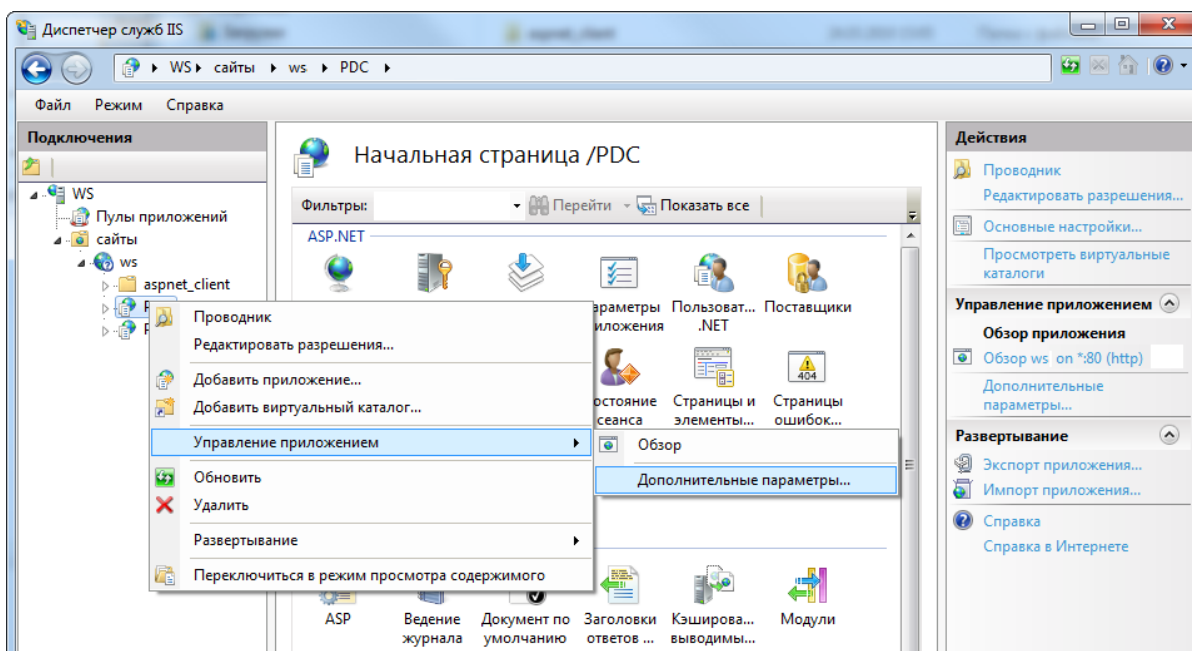 Диспетчер служб IIS
WS сайты ws PDC
Файл Режим Справка
Подключения
WS
Пулы приложений
сайты
ws
aspnet_client
Начальная страница /PDC
Фильтры: Перейти Показать все
ASP.NET
Пользоват... Поставщики
.NET
Страницы и Страницы
элементы... ошибок...
404
Проводник
Редактировать разрешения...
Добавить приложение...
Добавить виртуальный каталог...
Управление приложением
Обновить
Удалить
Развертывание
Переключиться в режим просмотра содержимого
Обзор
Дополнительные параметры...
ASP Ведение Документ по Заголовки Кэширова... Модули
журнала умолчанию ответов ... выводимы...
Действия
Проводник
Редактировать разрешения...
Основные настройки...
Просмотреть виртуальные
каталоги
Управление приложением
Обзор приложения
Обзор ws on *:80 (http)
Дополнительные
параметры...
Развертывание
Экспорт приложения...
Импорт приложения...
Справка
Справка в Интернете